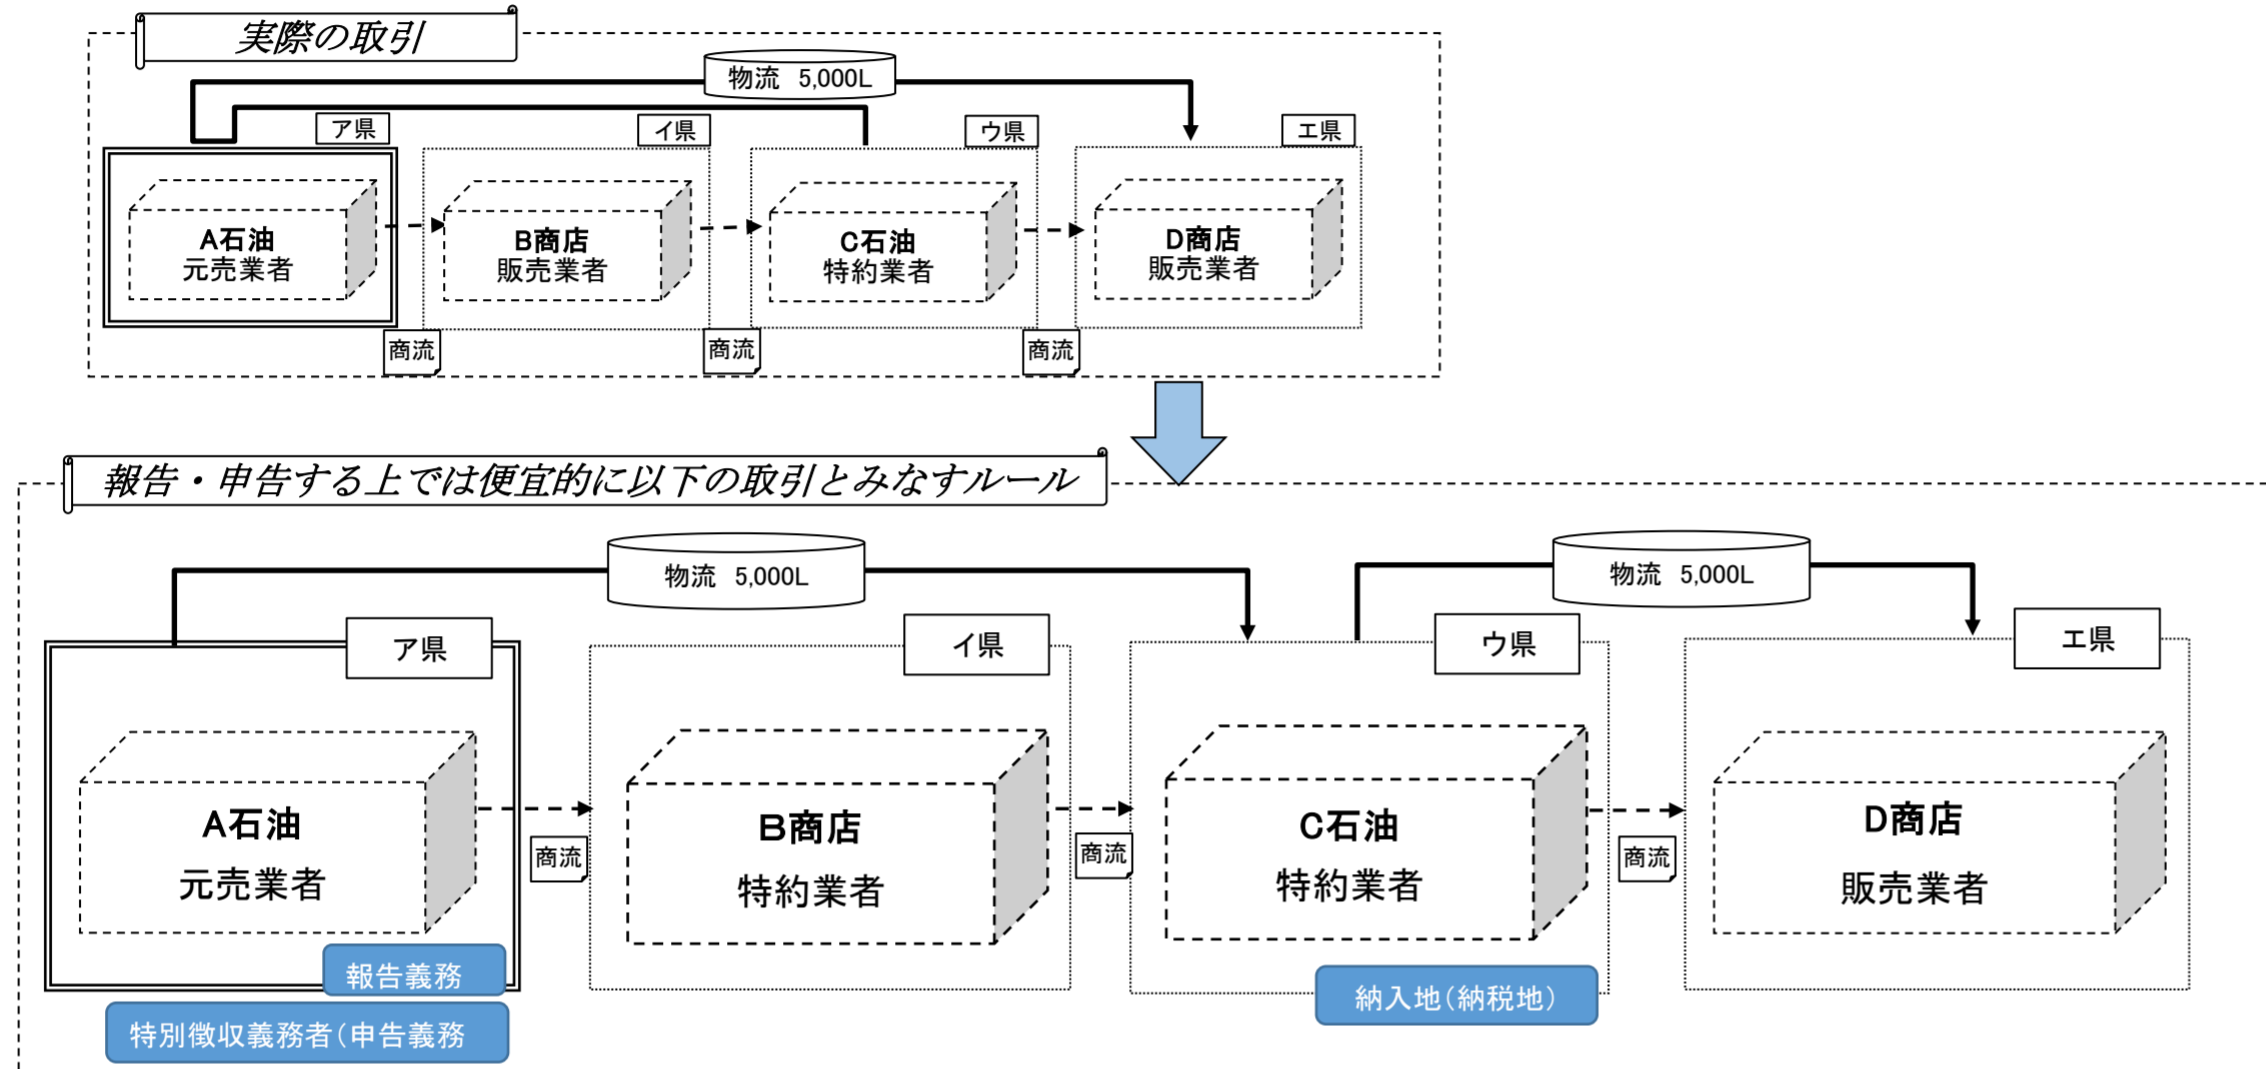 実際の取引
物流 5,000L
ア県
イ県
ウ県
エ県
A石油
元売業者
B商店
販売業者
C石油
特約業者
D商店
販売業者
商流
商流
商流
報告・申告する上では便宜的に以下の取引とみなすルール
物流 5,000L
物流 5,000L
ア県
イ県
ウ県
エ県
A石油
元売業者
B商店
特約業者
C石油
特約業者
D商店
販売業者
商流
商流
商流
報告義務
特別徴収義務者(申告義務
納入地(納税地)